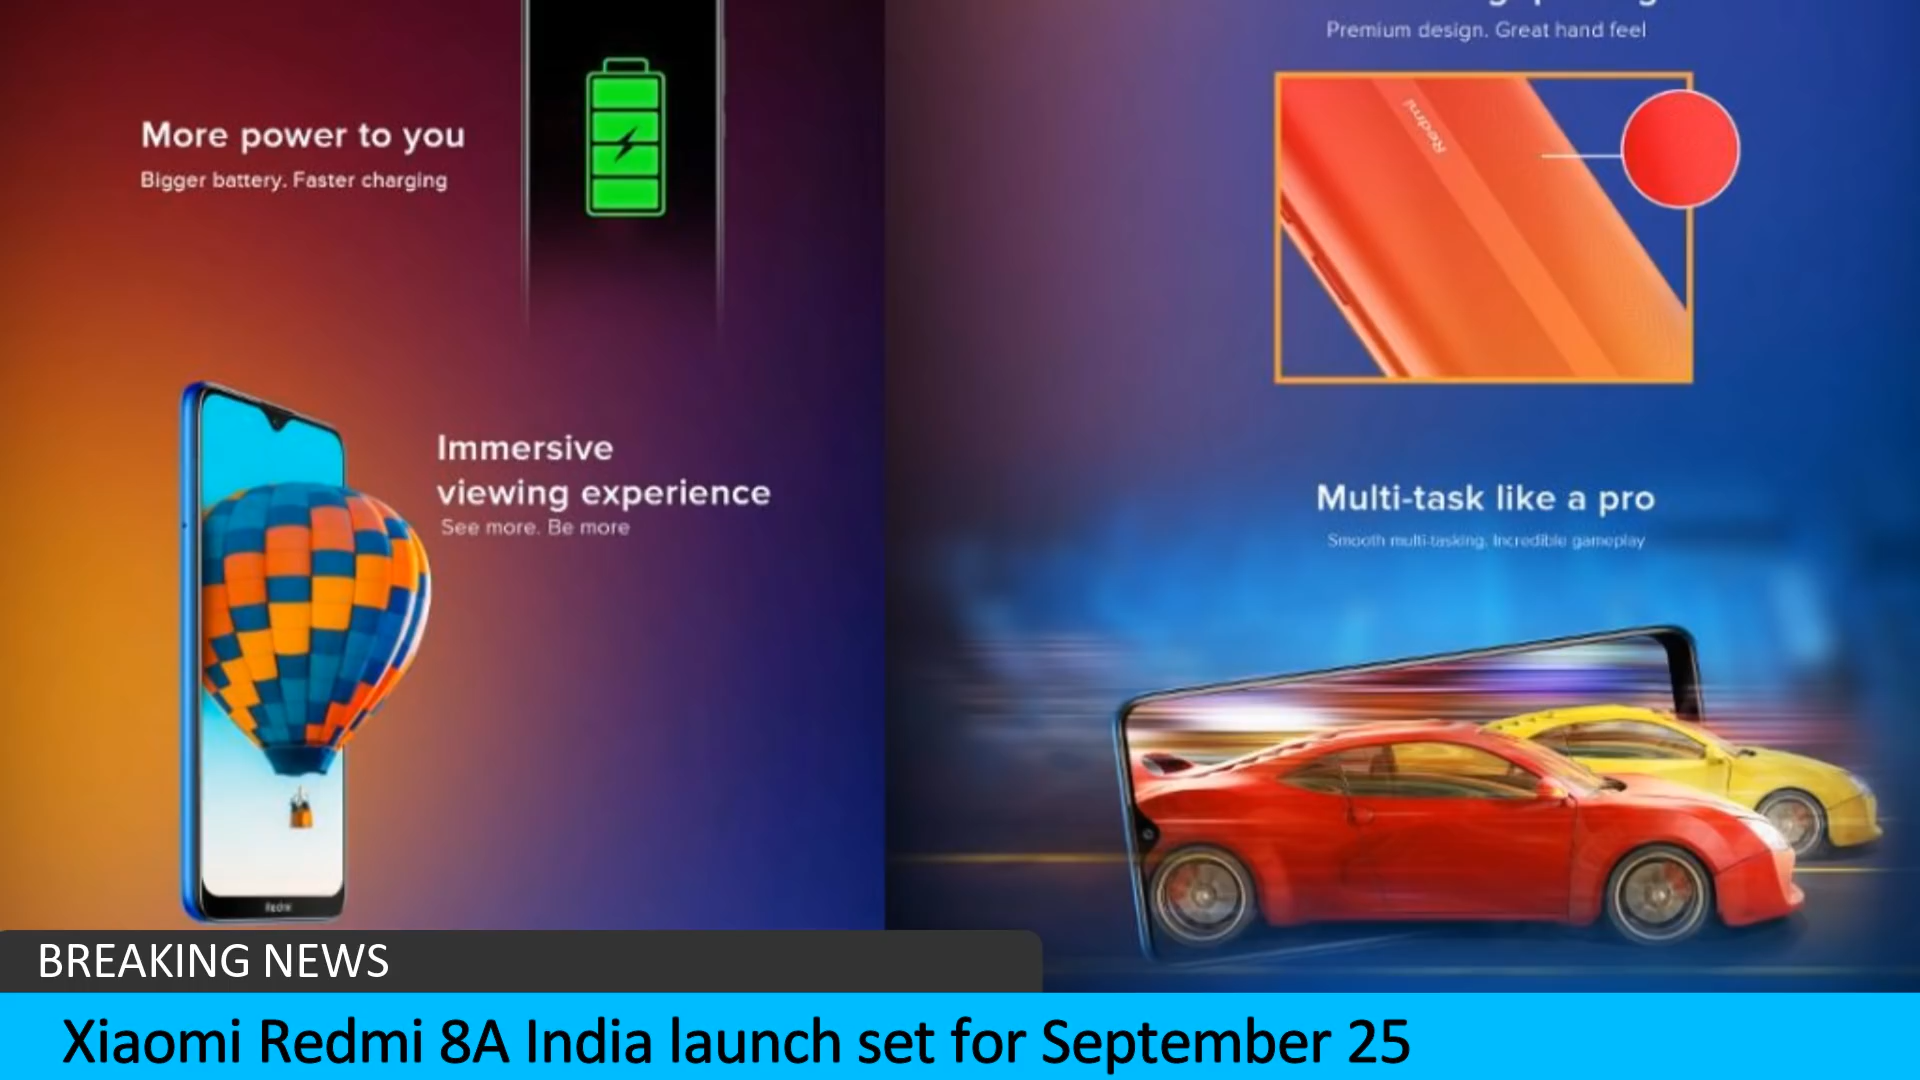 More power to you
Bigger battery. Faster charging
Immersive
viewing experience
See more. Be more
Redmi
Premium design. Great hand feel
Redmi
Multi-task like a pro
Smooth multi-tasking. Incredible gameplay
BREAKING NEWS
Xiaomi Redmi 8A India launch set for September 25